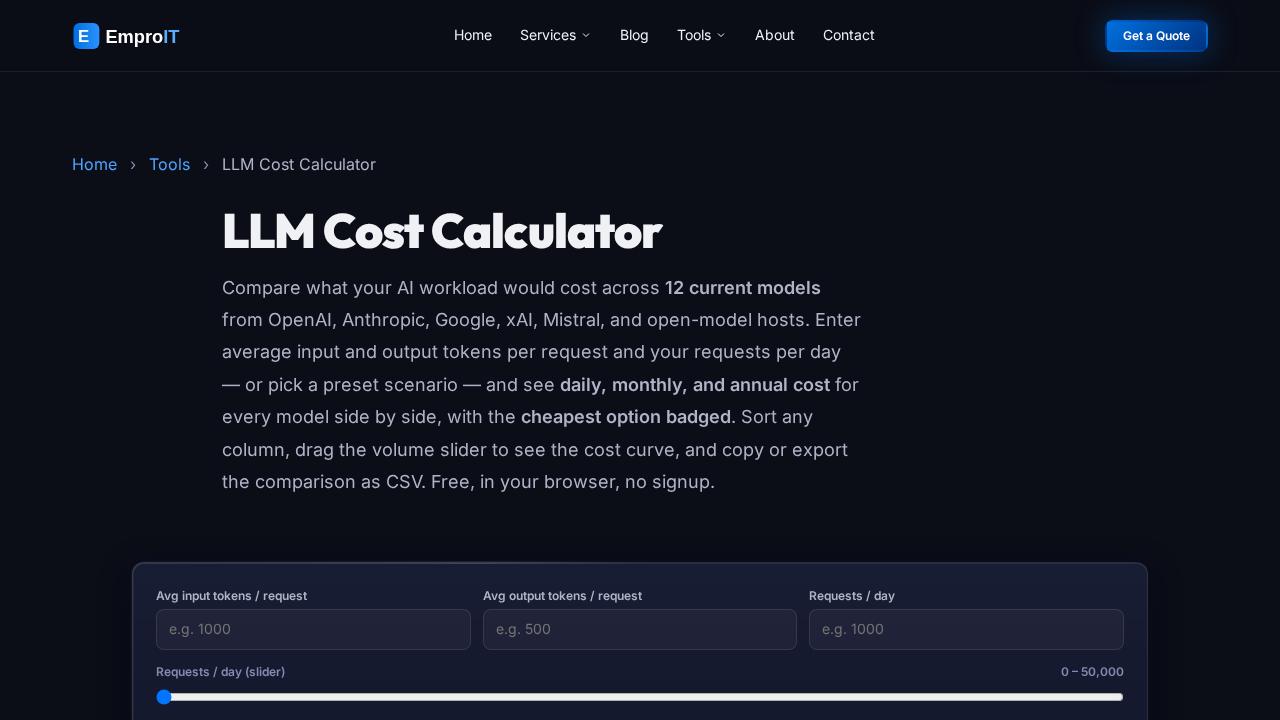 E EmproIT
Home Services Blog Tools About Contact
Get a Quote
Home › Tools › LLM Cost Calculator
LLM Cost Calculator
Compare what your AI workload would cost across 12 current models
from OpenAI, Anthropic, Google, xAI, Mistral, and open-model hosts. Enter
average input and output tokens per request and your requests per day
— or pick a preset scenario — and see daily, monthly, and annual cost for
every model side by side, with the cheapest option badged. Sort any
column, drag the volume slider to see the cost curve, and copy or export
the comparison as CSV. Free, in your browser, no signup.
Avg input tokens / request Avg output tokens / request Requests / day
e.g. 1000 e.g. 500 e.g. 1000
Requests / day (slider) 0 – 50,000